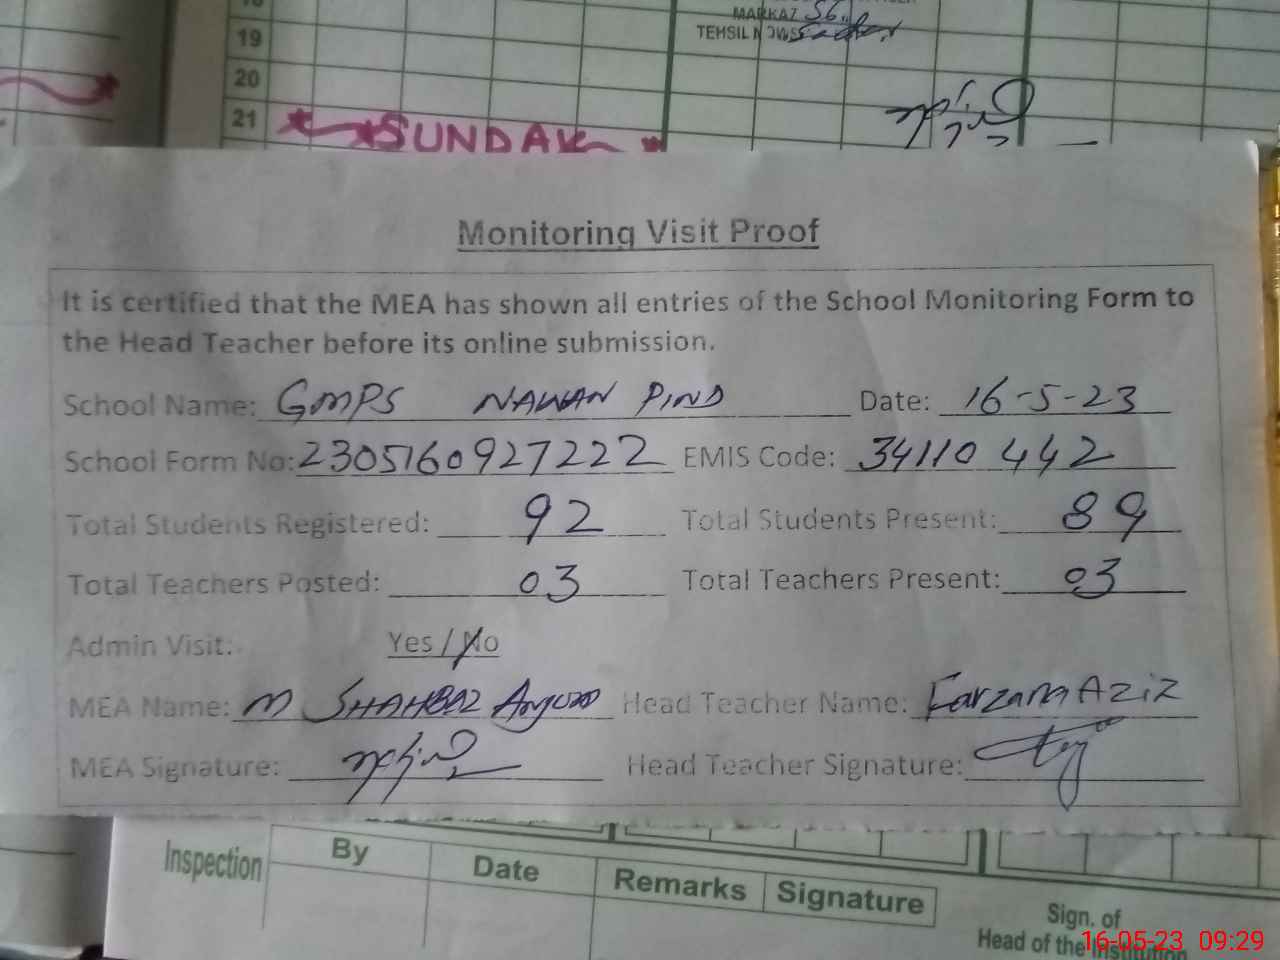 MARKAZ
19
TEHSIL NOWS
20
21 SUNDAY
Monitoring Visit Proof
It is certified that the MEA has shown all entries of the School Monitoring Form to
the Head Teacher before its online submission.
School Name: GMPS NAWAN PIND Date: 16-5-23
School Form No: 2305160927222 EMIS Code: 34110442
Total Students Registered: 92 Total Students Present: 89
Total Teachers Posted: 03 Total Teachers Present: 03
Admin Visit: Yes / No
MEA Name: M SHAHBAZ Head Teacher Name: Farzana Aziz
MEA Signature: Head Teacher Signature:
Inspection By Date Remarks Signature
Sign. of
Head of the Institution
16-05-23 09:29